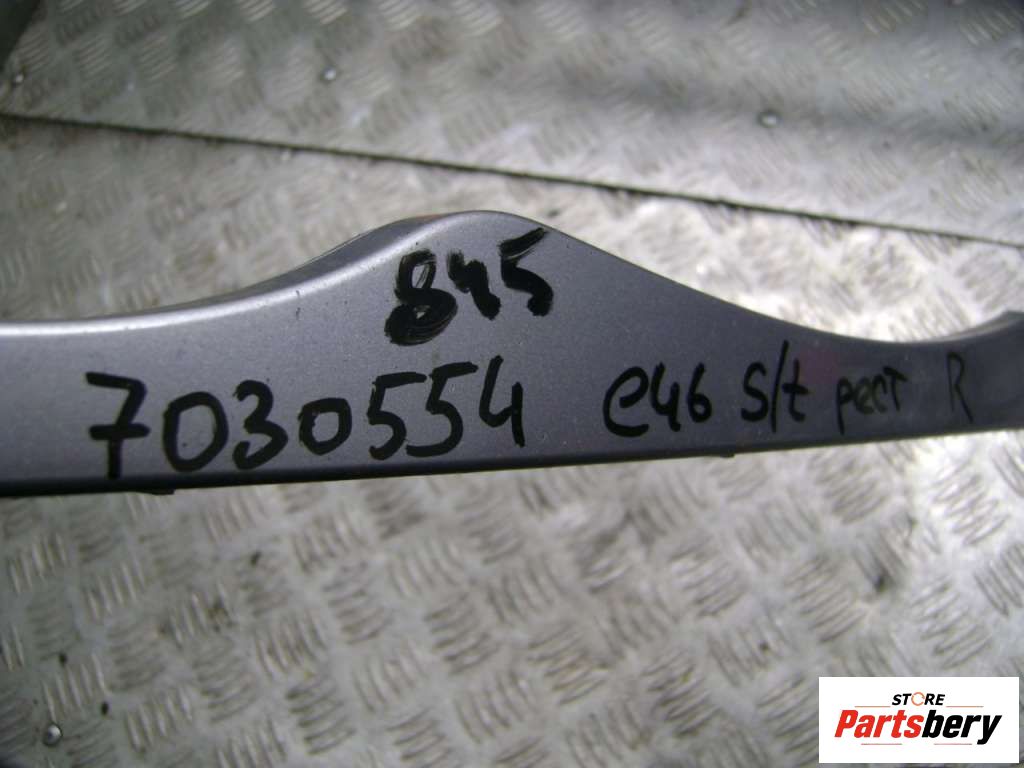 845
7030554 e46 s/t рест R
STORE
Partsbery